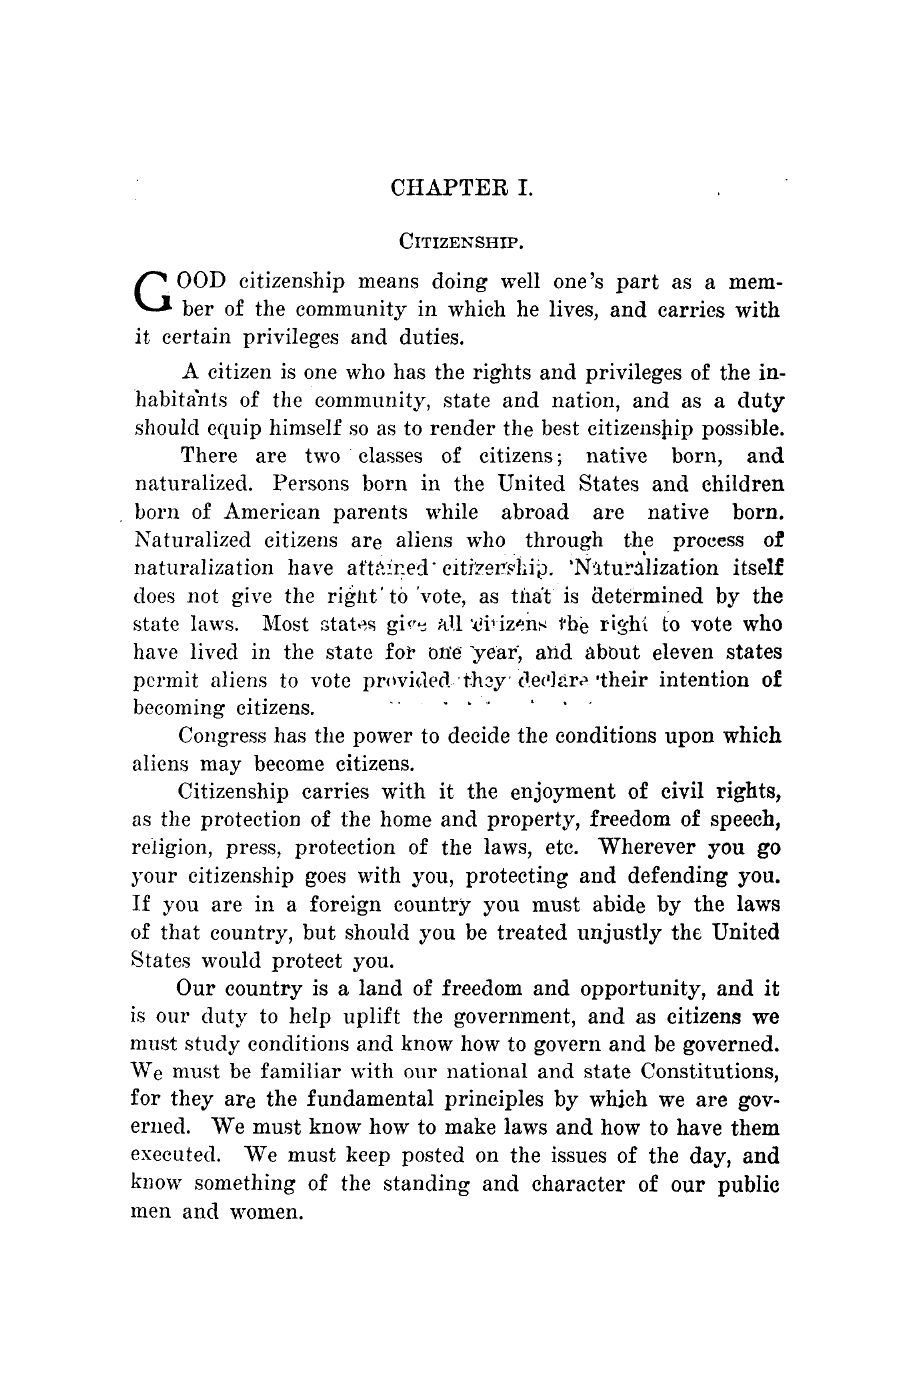 CHAPTER I.
CITIZENSHIP.
GOOD citizenship means doing well one's part as a mem-
ber of the community in which he lives, and carries with
it certain privileges and duties.
A citizen is one who has the rights and privileges of the in-
habitants of the community, state and nation, and as a duty
should equip himself so as to render the best citizenship possible.
There are two classes of citizens; native born, and
naturalized. Persons born in the United States and children
born of American parents while abroad are native born.
Naturalized citizens are aliens who through the process of
naturalization have attained citizenship. Naturalization itself
does not give the right to vote, as that is determined by the
state laws. Most states give all citizens the right to vote who
have lived in the state for one year, and about eleven states
permit aliens to vote provided they declare their intention of
becoming citizens.
Congress has the power to decide the conditions upon which
aliens may become citizens.
Citizenship carries with it the enjoyment of civil rights,
as the protection of the home and property, freedom of speech,
religion, press, protection of the laws, etc. Wherever you go
your citizenship goes with you, protecting and defending you.
If you are in a foreign country you must abide by the laws
of that country, but should you be treated unjustly the United
States would protect you.
Our country is a land of freedom and opportunity, and it
is our duty to help uplift the government, and as citizens we
must study conditions and know how to govern and be governed.
We must be familiar with our national and state Constitutions,
for they are the fundamental principles by which we are gov-
erned. We must know how to make laws and how to have them
executed. We must keep posted on the issues of the day, and
know something of the standing and character of our public
men and women.